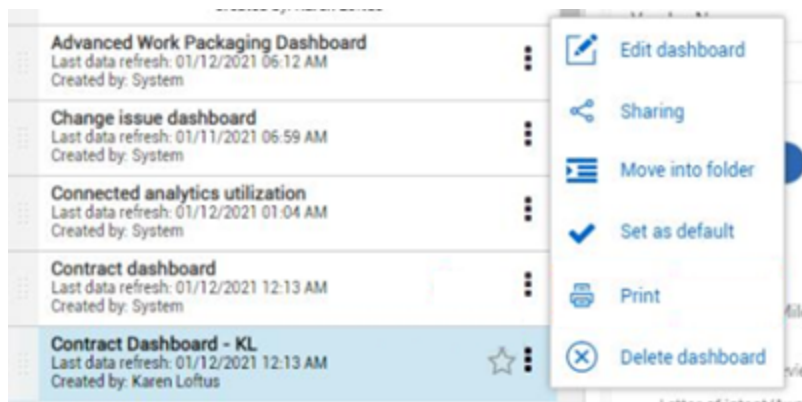 Advanced Work Packaging Dashboard
Last data refresh: 01/12/2021 06:12 AM
Created by: System
Change issue dashboard
Last data refresh: 01/11/2021 06:59 AM
Created by: System
Connected analytics utilization
Last data refresh: 01/12/2021 01:04 AM
Created by: System
Contract dashboard
Last data refresh: 01/12/2021 12:13 AM
Created by: System
Contract Dashboard - KL
Last data refresh: 01/12/2021 12:13 AM
Created by: Karen Loftus
Edit dashboard
Sharing
Move into folder
Set as default
Print
Delete dashboard